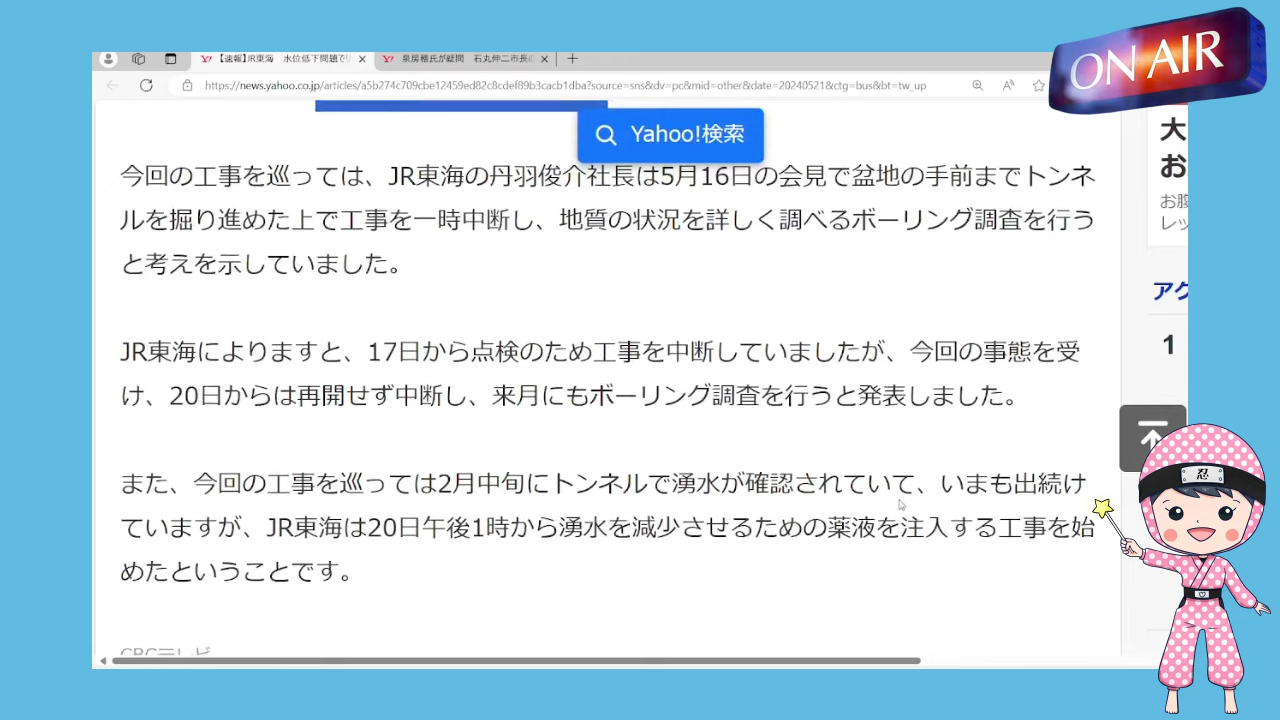 【速報】JR東海 水位低下問題で
泉房穂氏が疑問 石丸伸二市長の
https://news.yahoo.co.jp/articles/a5b274c709cbe12459ed82c8cdef89b3cacb1dba?source=sns&dv=pc&mid=other&date=20240521&ctg=bus&bt=tw_up
ON AIR
Yahoo!検索
大
お
お腹
レッ
アク
1
今回の工事を巡っては、JR東海の丹羽俊介社長は5月16日の会見で盆地の手前までトンネ
ルを掘り進めた上で工事を一時中断し、地質の状況を詳しく調べるボーリング調査を行う
と考えを示していました。
JR東海によりますと、17日から点検のため工事を中断していましたが、今回の事態を受
け、20日からは再開せず中断し、来月にもボーリング調査を行うと発表しました。
また、今回の工事を巡っては2月中旬にトンネルで湧水が確認されていて、いまも出続け
ていますが、JR東海は20日午後1時から湧水を減少させるための薬液を注入する工事を始
めたということです。
CBCテレビ
忍